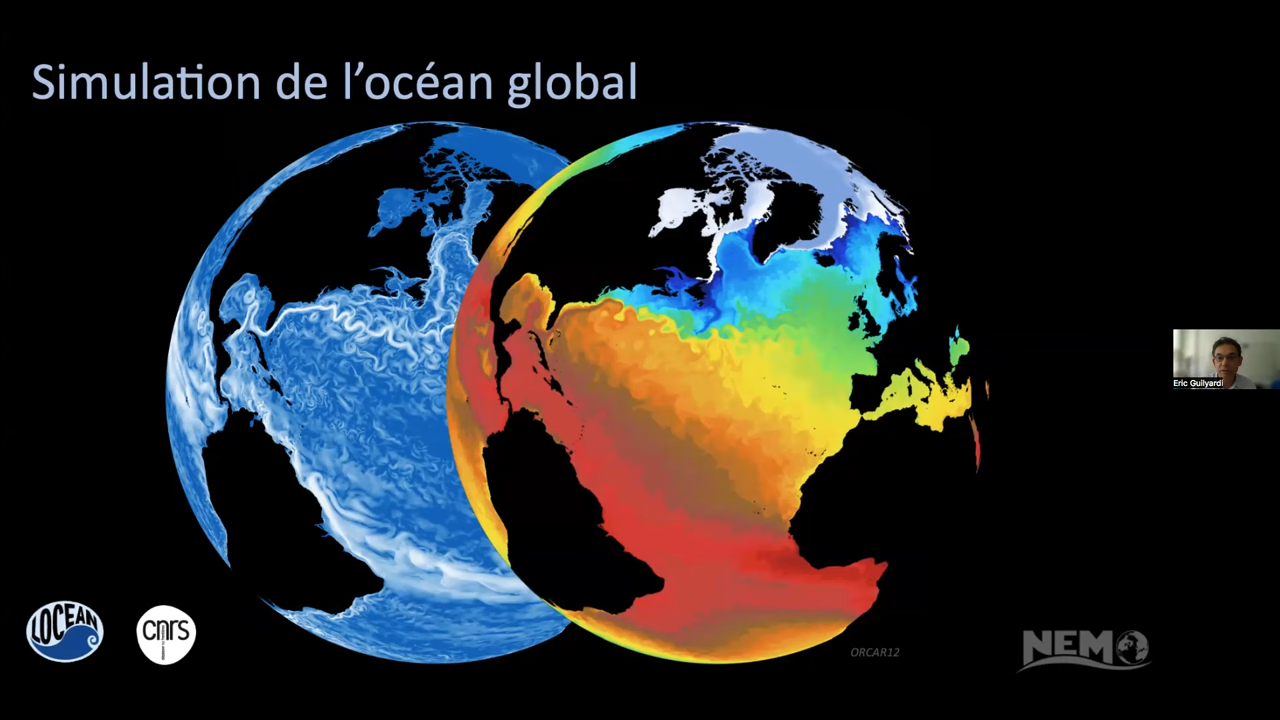 Simulation de l’océan global
Eric Guilyardi
LOCEAN
cnrs
ORCAR12
NEMO